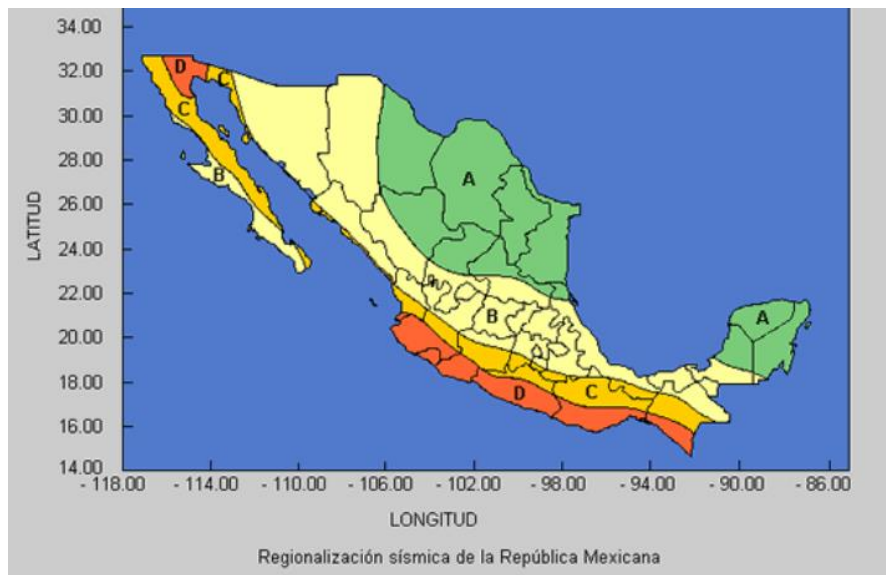 34.00
32.00
30.00
28.00
26.00
24.00
22.00
20.00
18.00
16.00
14.00
LATITUD
D
C
C
B
A
A
B
C
D
- 118.00 - 114.00 - 110.00 - 106.00 - 102.00 - 98.00 - 94.00 - 90.00 - 86.00
LONGITUD
Regionalización sísmica de la República Mexicana